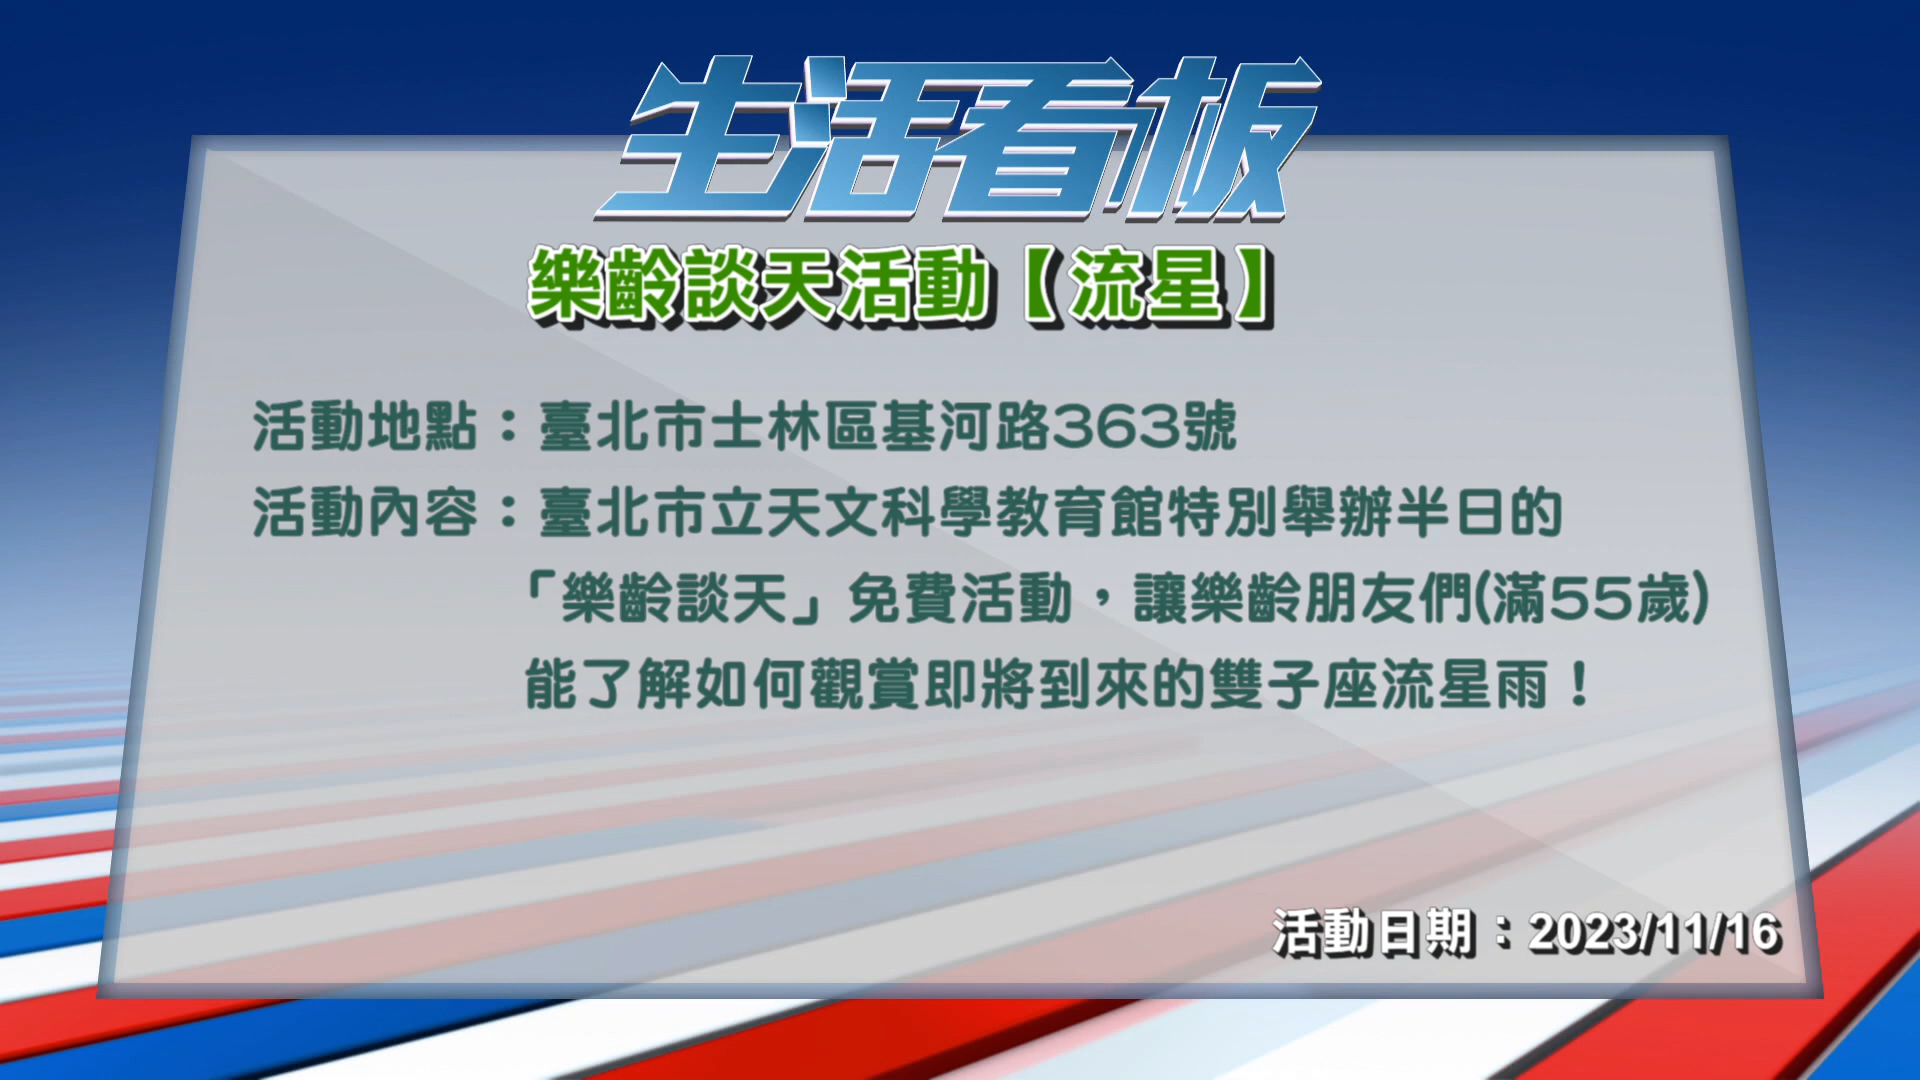 生活看板
樂齡談天活動【流星】
活動地點：臺北市士林區基河路363號
活動內容：臺北市立天文科學教育館特別舉辦半日的
「樂齡談天」免費活動，讓樂齡朋友們(滿55歲)
能了解如何觀賞即將到來的雙子座流星雨！
活動日期：2023/11/16